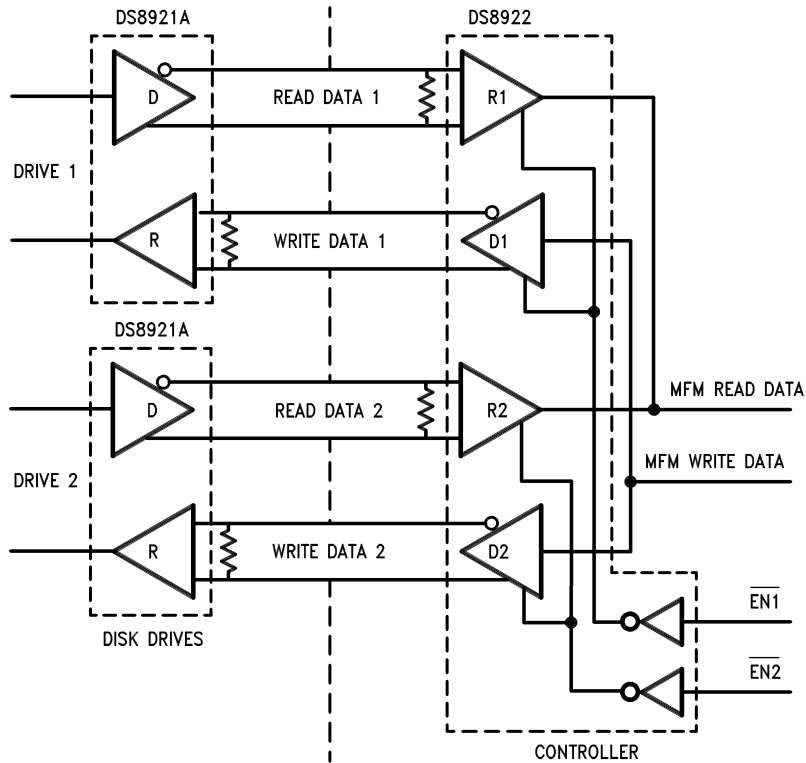 DS8921A
DS8922
D
READ DATA 1
R1
DRIVE 1
R
WRITE DATA 1
D1
DS8921A
D
READ DATA 2
R2
MFM READ DATA
MFM WRITE DATA
DRIVE 2
R
WRITE DATA 2
D2
EN1
DISK DRIVES
EN2
CONTROLLER